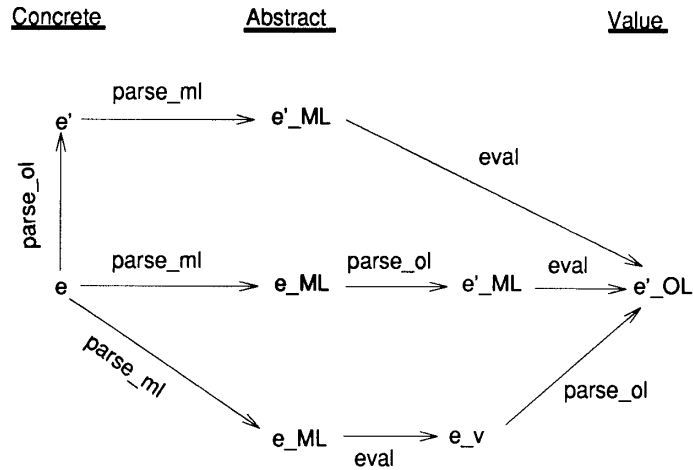 Concrete Abstract Value
parse_ml
e' e'_ML
eval
parse_ol
parse_ml parse_ol eval
e e_ML e'_ML e'_OL
parse_ml
parse_ol
e_ML e_v
eval